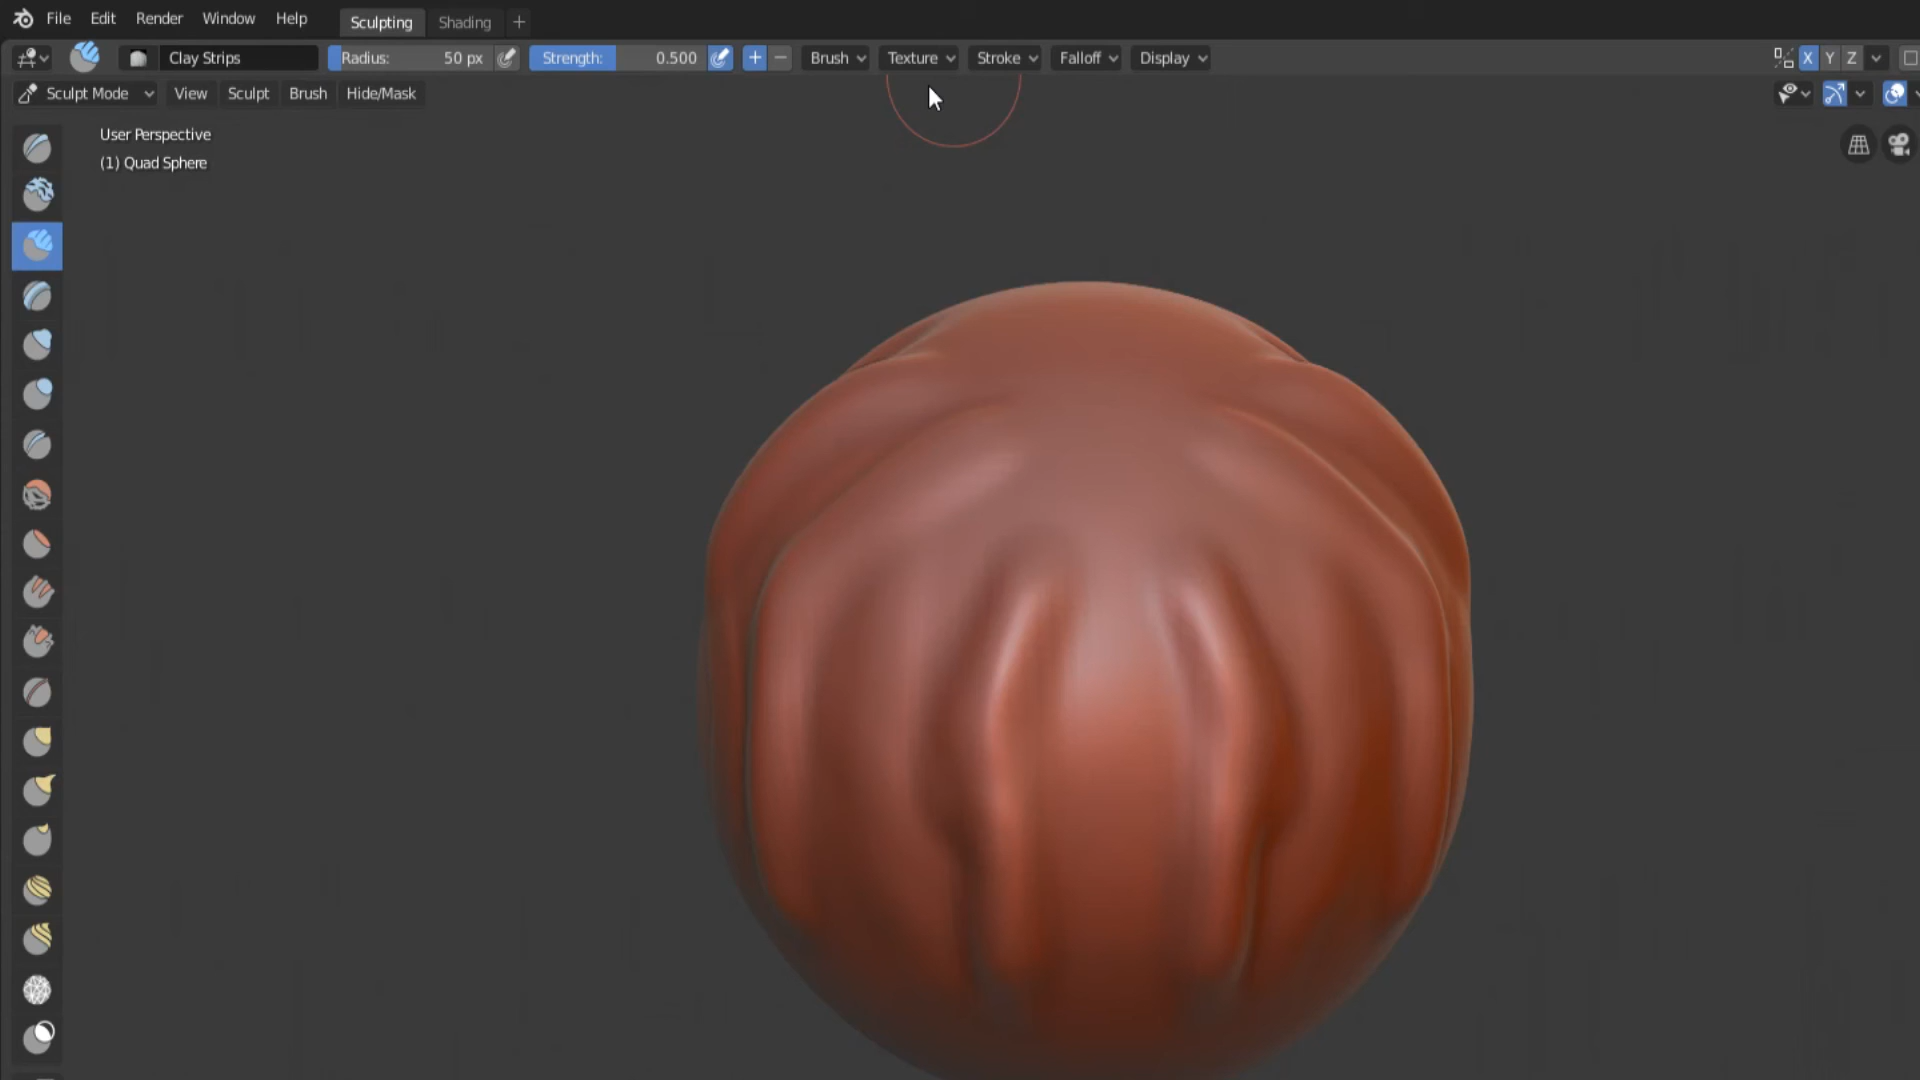 File Edit Render Window Help Sculpting Shading +
Clay Strips Radius: 50 px Strength: 0.500 + − Brush Texture Stroke Falloff Display X Y Z
Sculpt Mode View Sculpt Brush Hide/Mask
User Perspective
(1) Quad Sphere